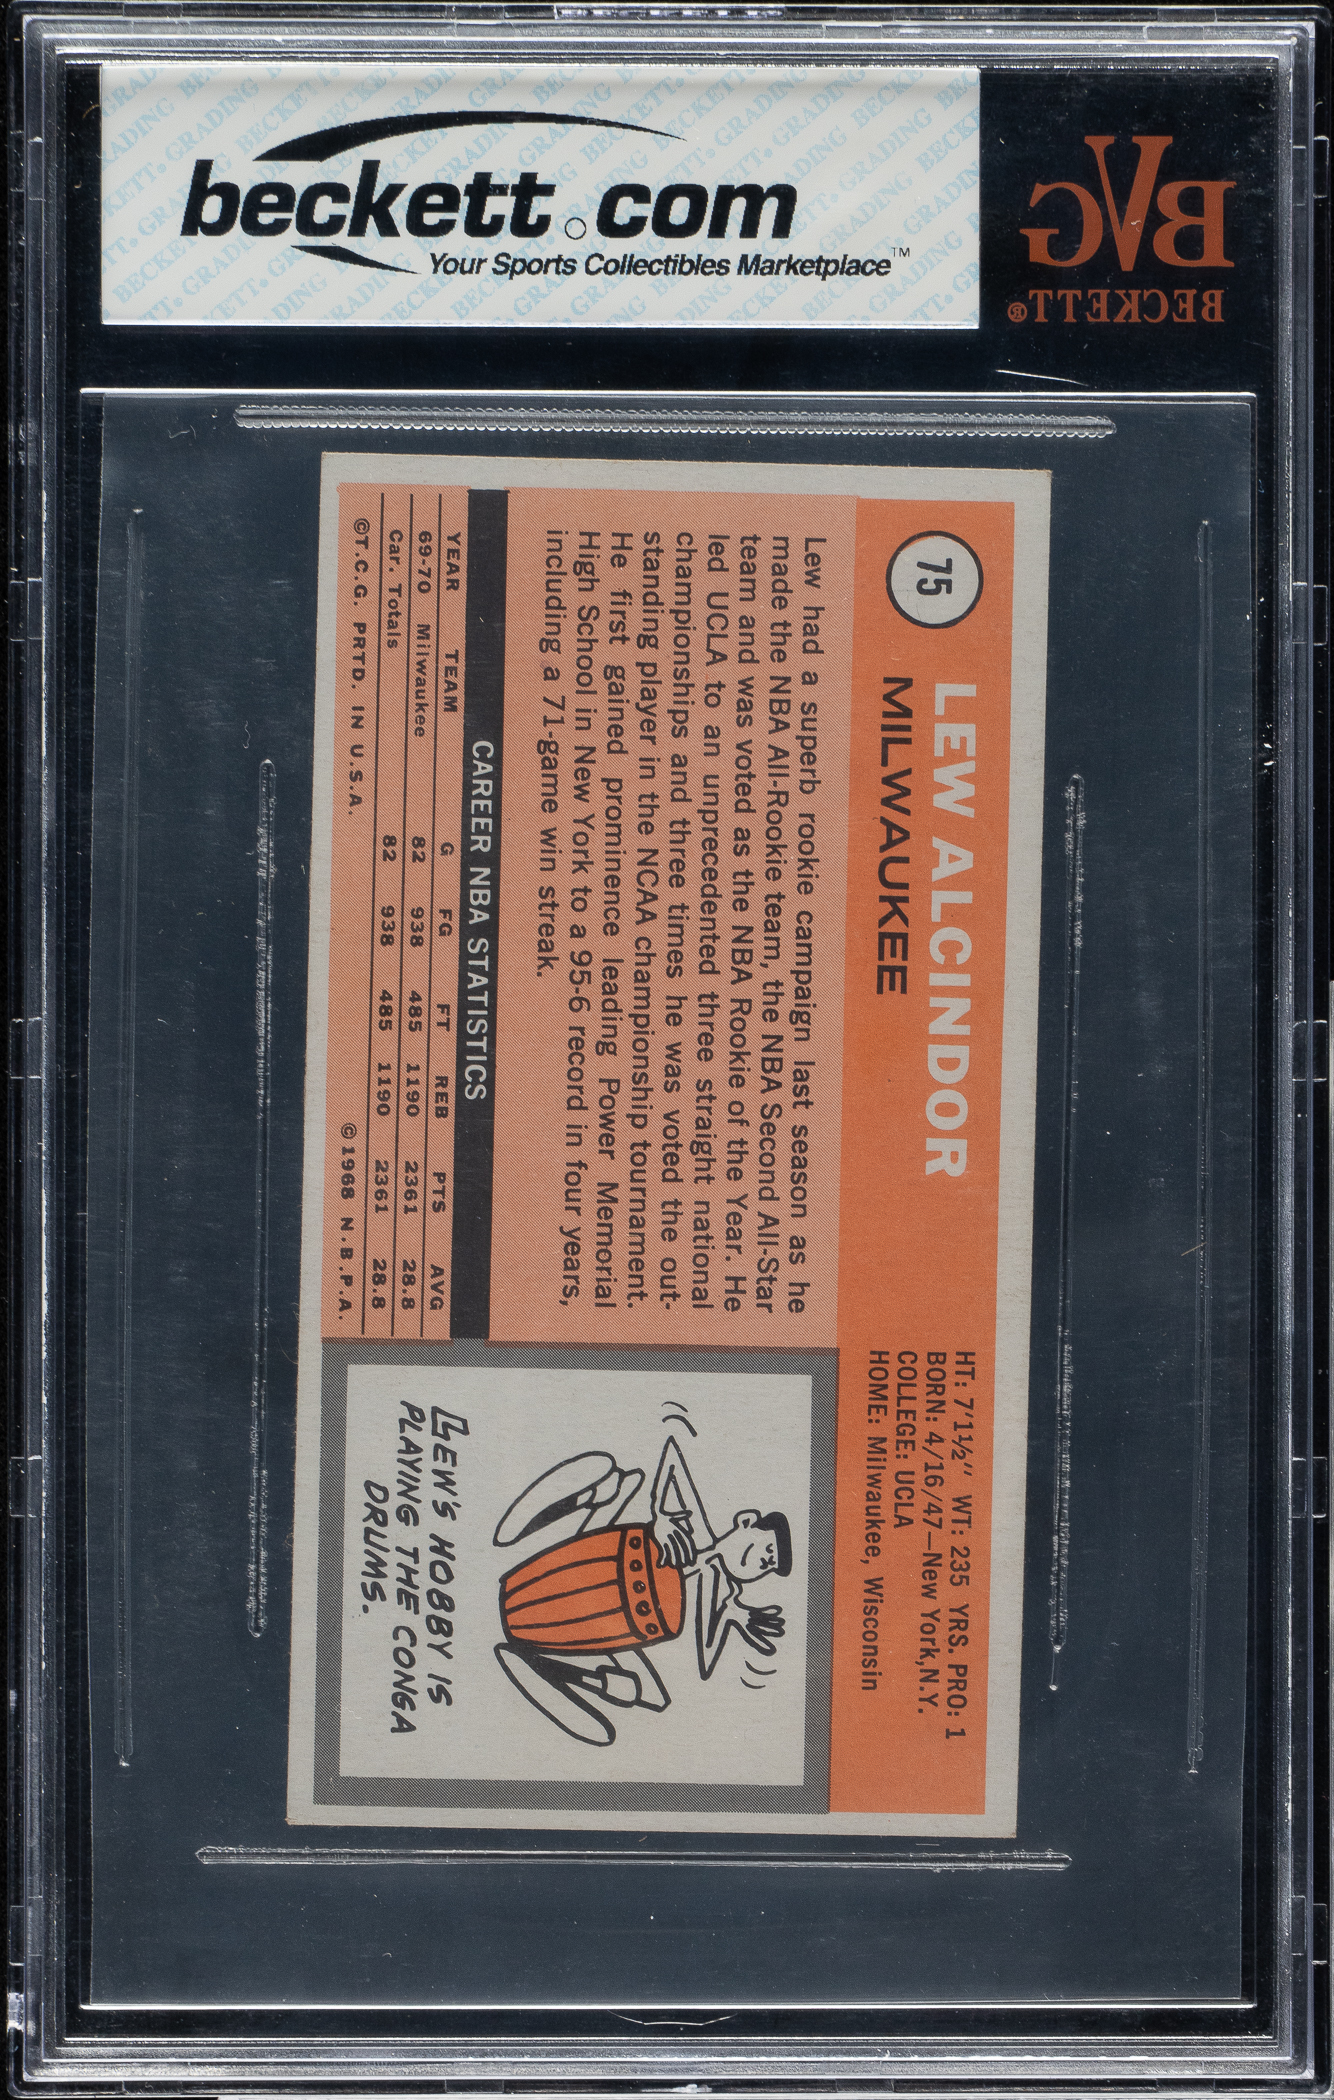 beckett.com
Your Sports Collectibles Marketplace™
BVG
BECKETT®
75
LEW ALCINDOR
MILWAUKEE
HT: 7'1½" WT: 235 YRS. PRO: 1
BORN: 4/16/47—New York, N.Y.
COLLEGE: UCLA
HOME: Milwaukee, Wisconsin
Lew had a superb rookie campaign last season as he
made the NBA All-Rookie team, the NBA Second All-Star
team and was voted as the NBA Rookie of the Year. He
led UCLA to an unprecedented three straight national
championships and three times he was voted the out-
standing player in the NCAA championship tournament.
He first gained prominence leading Power Memorial
High School in New York to a 95-6 record in four years,
including a 71-game win streak.
CAREER NBA STATISTICS
YEAR TEAM G FG FT REB PTS AVG
69-70 Milwaukee 82 938 485 1190 2361 28.8
Car. Totals 82 938 485 1190 2361 28.8
©T.C.G. PRTD. IN U.S.A. ©1968 N.B.P.A.
LEW'S HOBBY IS
PLAYING THE CONGA
DRUMS.